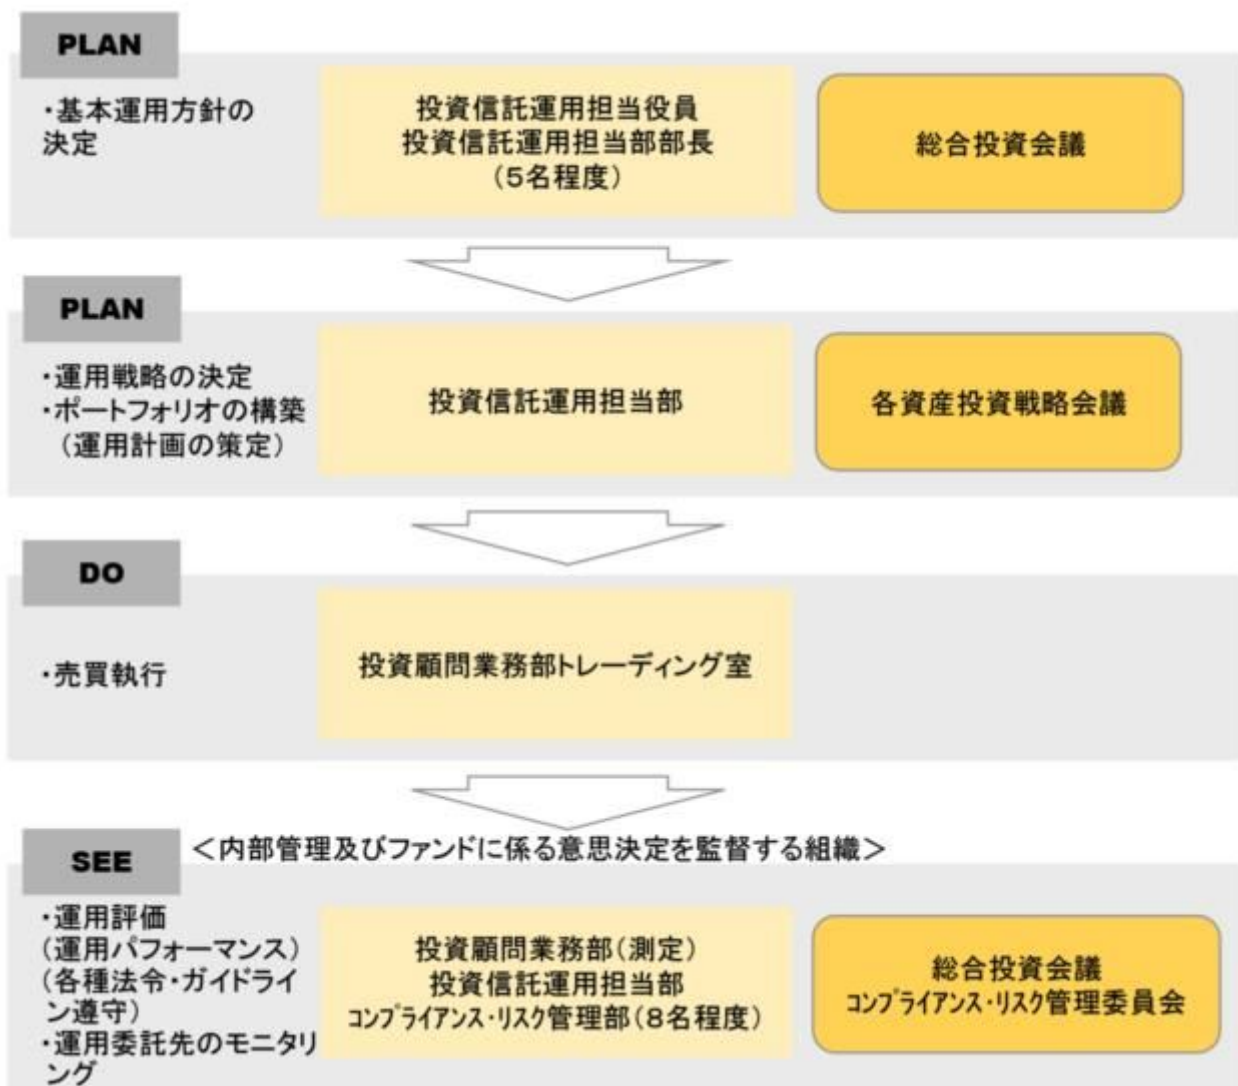 PLAN
・基本運用方針の
決定
投資信託運用担当役員
投資信託運用担当部部長
（５名程度）
総合投資会議
PLAN
・運用戦略の決定
・ポートフォリオの構築
（運用計画の策定）
投資信託運用担当部
各資産投資戦略会議
DO
・売買執行
投資顧問業務部トレーディング室
SEE
＜内部管理及びファンドに係る意思決定を監督する組織＞
・運用評価
(運用パフォーマンス)
(各種法令・ガイドライ
ン遵守)
・運用委託先のモニタリ
ング
投資顧問業務部(測定)
投資信託運用担当部
ｺﾝﾌﾟﾗｲｱﾝｽ・ﾘｽｸ管理部(８名程度)
総合投資会議
ｺﾝﾌﾟﾗｲｱﾝｽ・ﾘｽｸ管理委員会